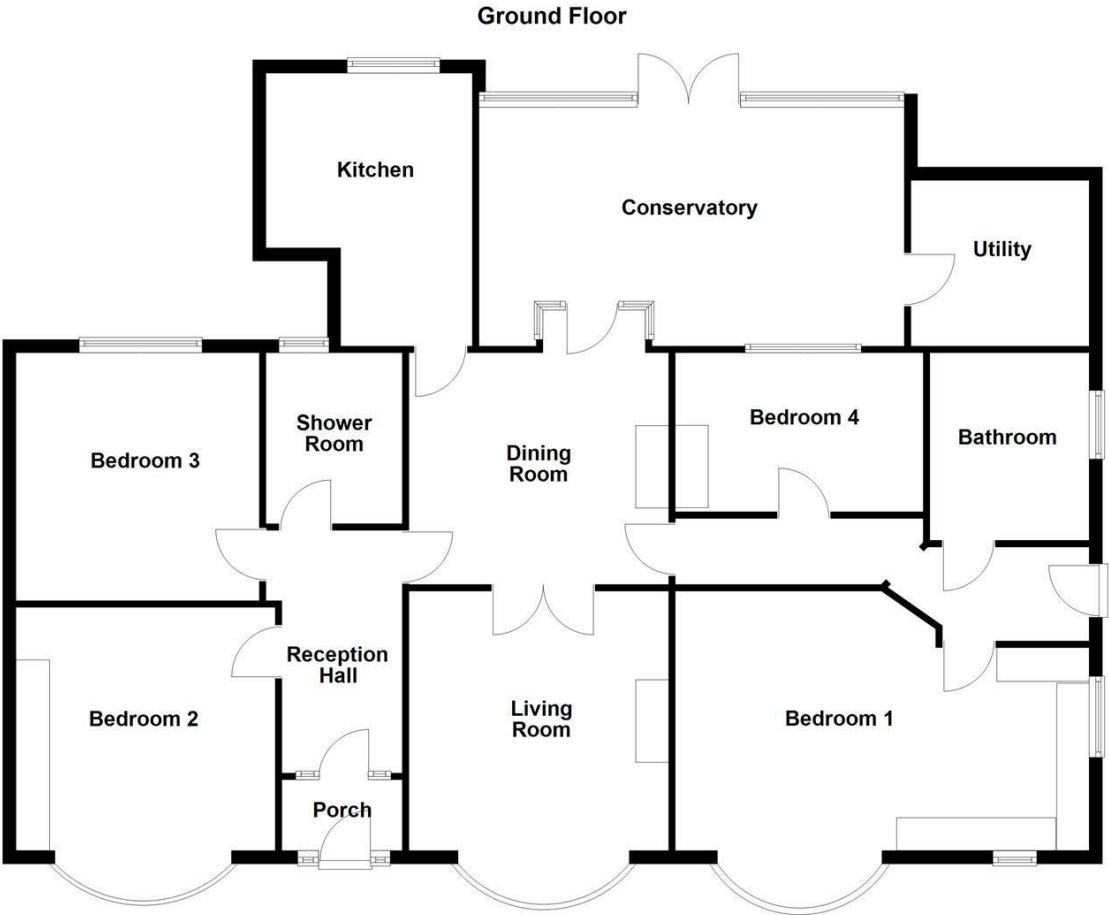 Ground Floor
Kitchen
Conservatory
Utility
Shower
Room
Bedroom 3
Dining
Room
Bedroom 4
Bathroom
Reception
Hall
Bedroom 2
Living
Room
Bedroom 1
Porch